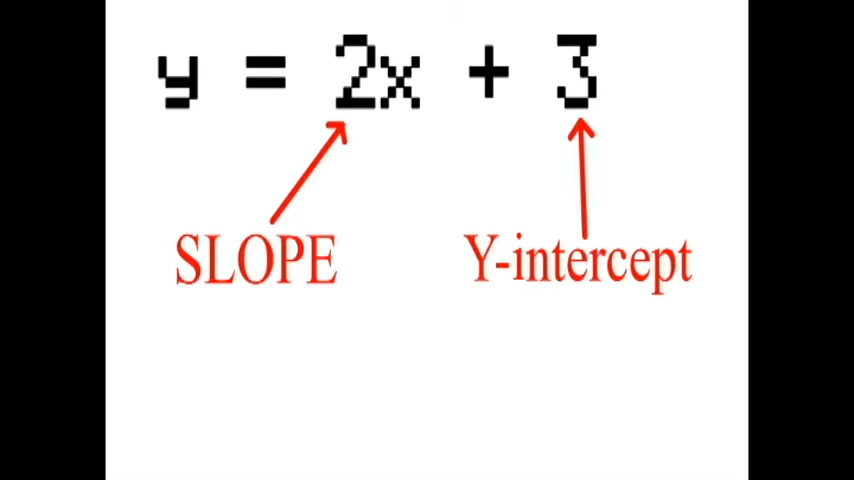 y = 2x + 3
SLOPE Y-intercept